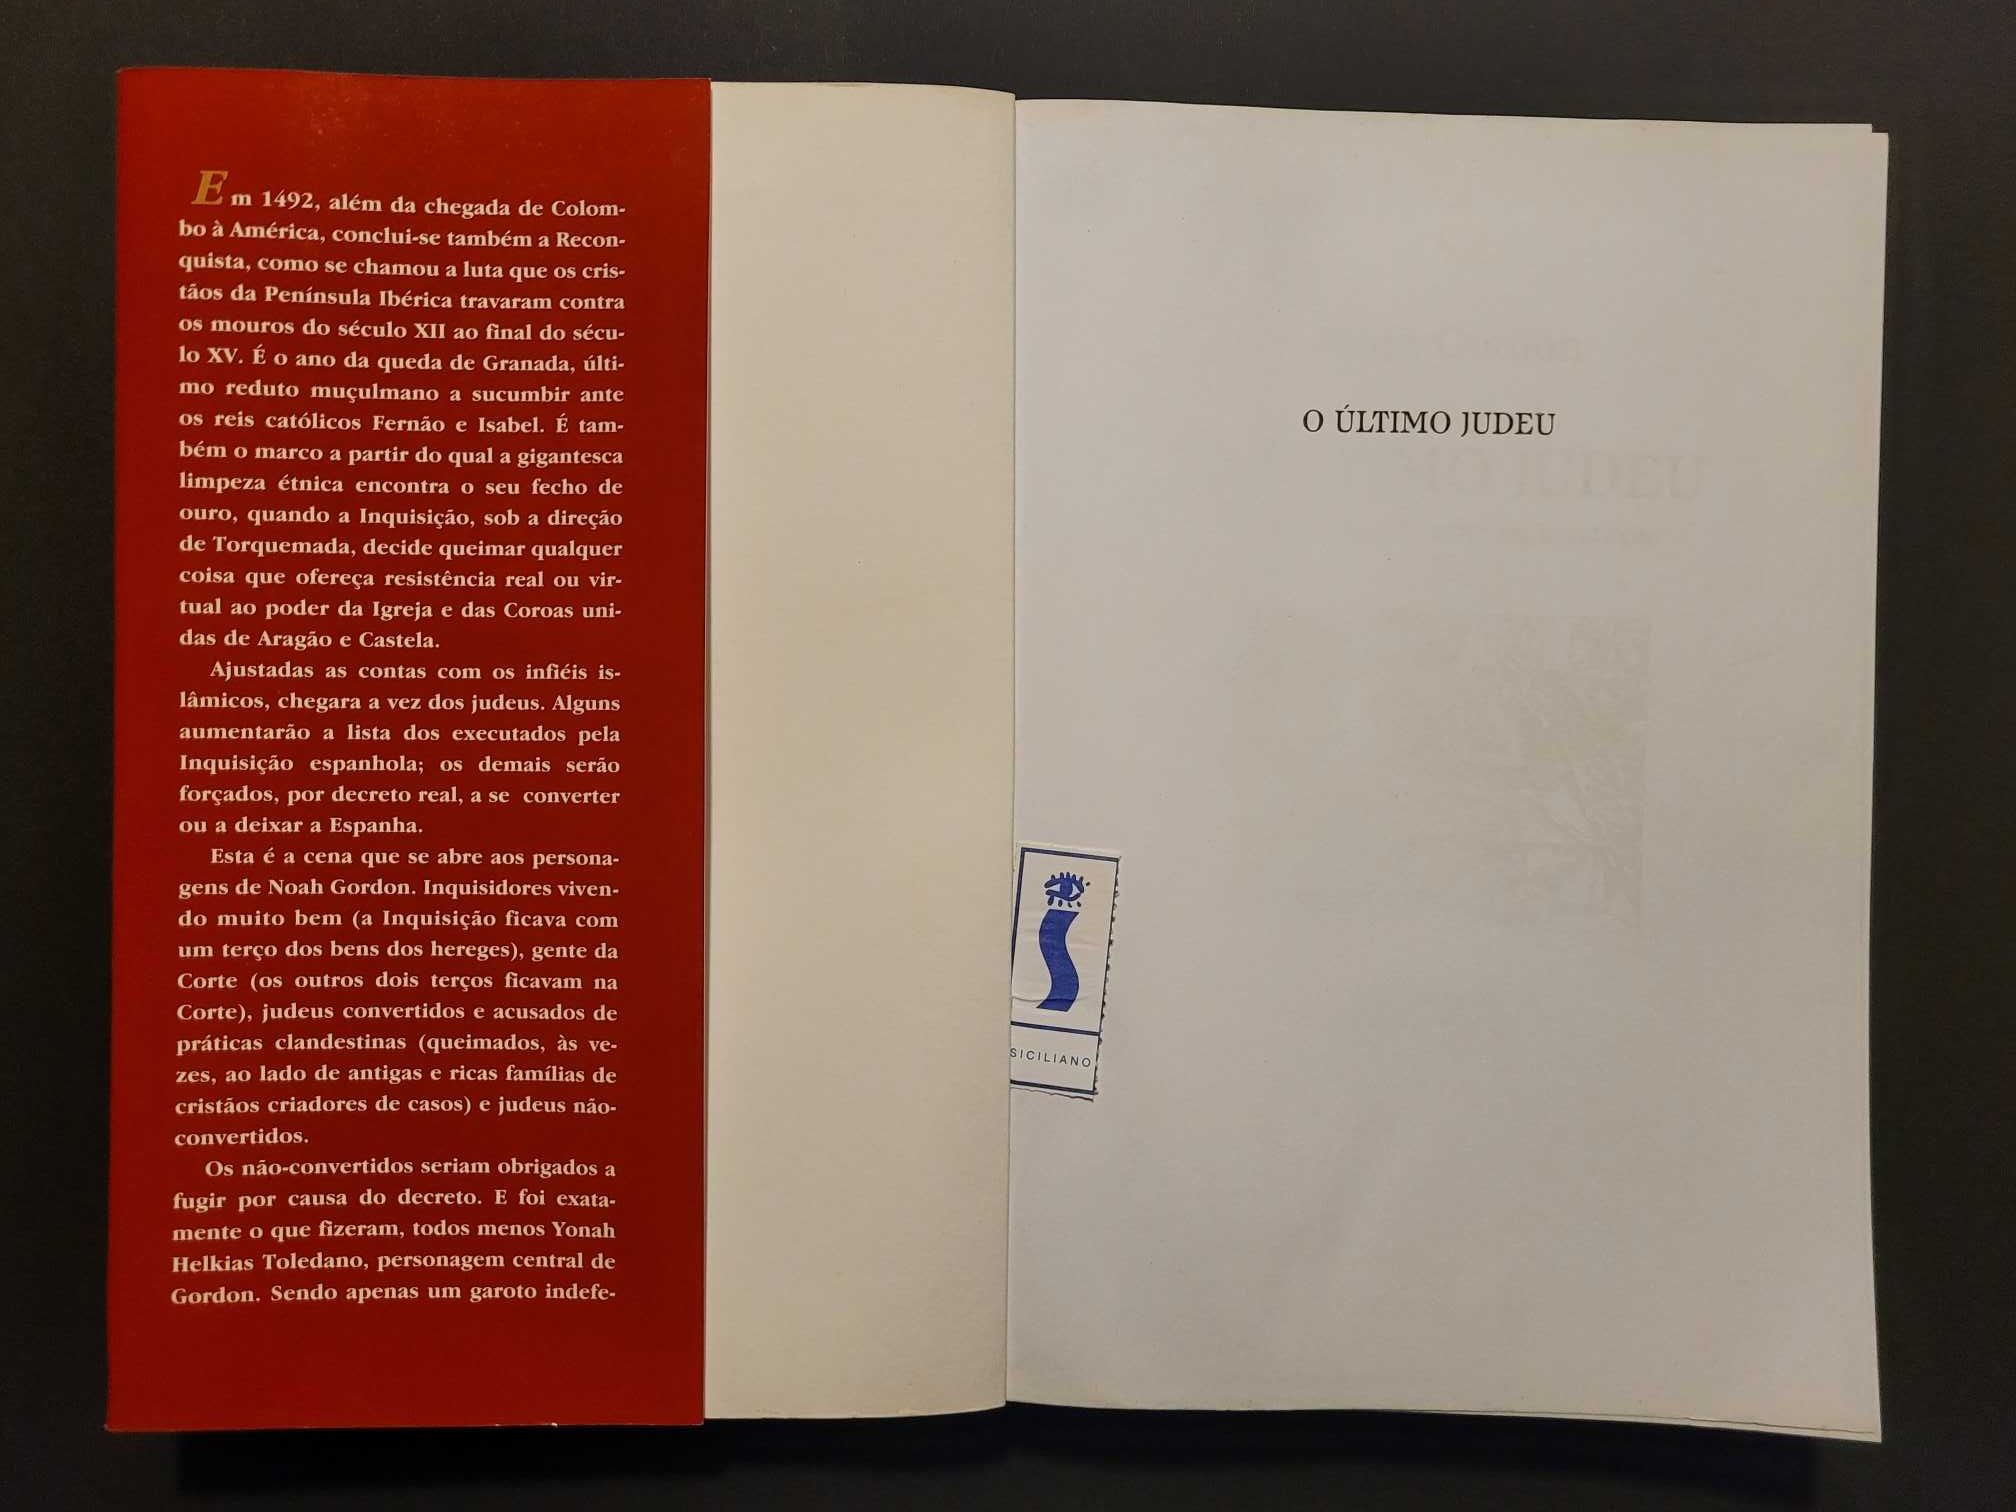 Em 1492, além da chegada de Colom-
bo à América, conclui-se também a Recon-
quista, como se chamou a luta que os cris-
tãos da Península Ibérica travaram contra
os mouros do século XII ao final do sécu-
lo XV. É o ano da queda de Granada, últi-
mo reduto muçulmano a sucumbir ante
os reis católicos Fernão e Isabel. É tam-
bém o marco a partir do qual a gigantesca
limpeza étnica encontra o seu fecho de
ouro, quando a Inquisição, sob a direção
de Torquemada, decide queimar qualquer
coisa que ofereça resistência real ou vir-
tual ao poder da Igreja e das Coroas uni-
das de Aragão e Castela.
Ajustadas as contas com os infiéis is-
lâmicos, chegara a vez dos judeus. Alguns
aumentarão a lista dos executados pela
Inquisição espanhola; os demais serão
forçados, por decreto real, a se converter
ou a deixar a Espanha.
Esta é a cena que se abre aos persona-
gens de Noah Gordon. Inquisidores viven-
do muito bem (a Inquisição ficava com
um terço dos bens dos hereges), gente da
Corte (os outros dois terços ficavam na
Corte), judeus convertidos e acusados de
práticas clandestinas (queimados, às ve-
zes, ao lado de antigas e ricas famílias de
cristãos criadores de casos) e judeus não-
convertidos.
Os não-convertidos seriam obrigados a
fugir por causa do decreto. E foi exata-
mente o que fizeram, todos menos Yonah
Helkias Toledano, personagem central de
Gordon. Sendo apenas um garoto indefe-
O ÚLTIMO JUDEU
SICILIANO